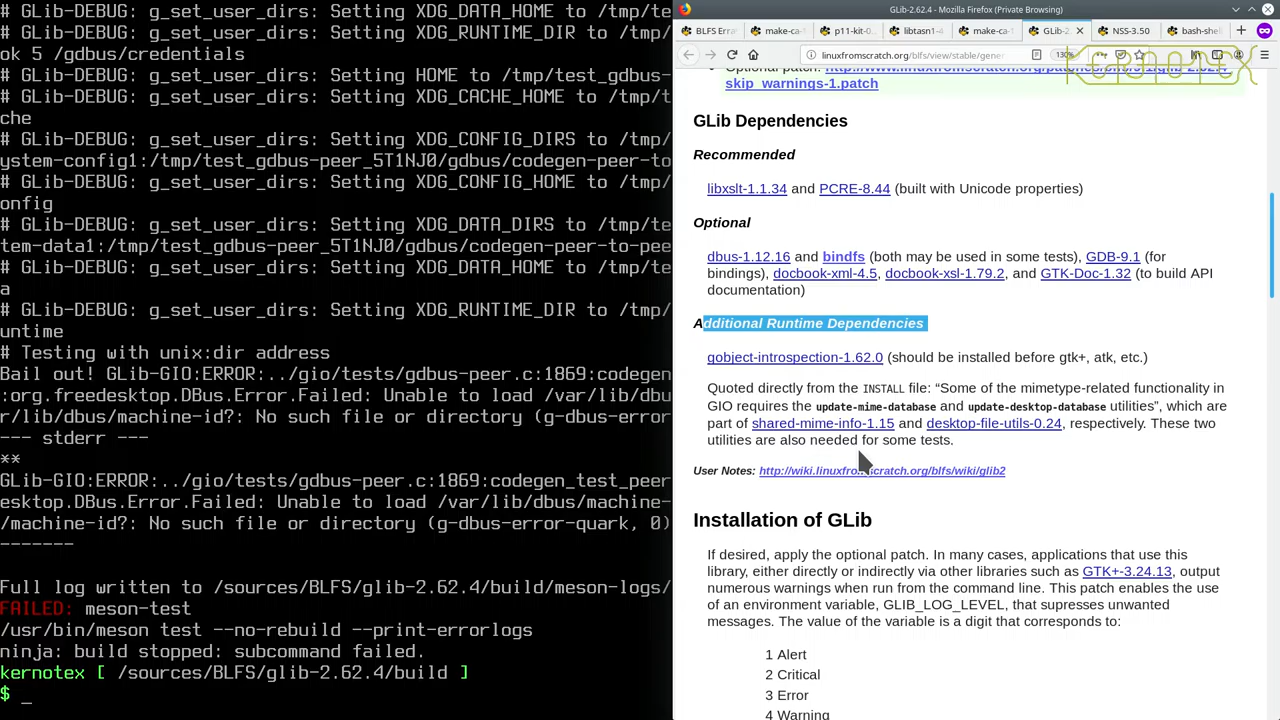 # GLib-DEBUG: g_set_user_dirs: Setting XDG_DATA_HOME to /tmp/te
# GLib-DEBUG: g_set_user_dirs: Setting XDG_RUNTIME_DIR to /tmp/
ok 5 /gdbus/credentials
# GLib-DEBUG: g_set_user_dirs: Setting HOME to /tmp/test_gdbus-
# GLib-DEBUG: g_set_user_dirs: Setting XDG_CACHE_HOME to /tmp/t
che
# GLib-DEBUG: g_set_user_dirs: Setting XDG_CONFIG_DIRS to /tmp/
ystem-config1:/tmp/test_gdbus-peer_5T1NJ0/gdbus/codegen-peer-to
# GLib-DEBUG: g_set_user_dirs: Setting XDG_CONFIG_HOME to /tmp/
onfig
# GLib-DEBUG: g_set_user_dirs: Setting XDG_DATA_DIRS to /tmp/te
tem-data1:/tmp/test_gdbus-peer_5T1NJ0/gdbus/codegen-peer-to-pee
# GLib-DEBUG: g_set_user_dirs: Setting XDG_DATA_HOME to /tmp/te
a
# GLib-DEBUG: g_set_user_dirs: Setting XDG_RUNTIME_DIR to /tmp/
untime
# Testing with unix:dir address
Bail out! GLib-GIO:ERROR:../gio/tests/gdbus-peer.c:1869:codegen
:org.freedesktop.DBus.Error.Failed: Unable to load /var/lib/dbu
r/lib/dbus/machine-id?: No such file or directory (g-dbus-error
--- stderr ---
**
GLib-GIO:ERROR:../gio/tests/gdbus-peer.c:1869:codegen_test_peer
esktop.DBus.Error.Failed: Unable to load /var/lib/dbus/machine-
/machine-id?: No such file or directory (g-dbus-error-quark, 0)
-------
Full log written to /sources/BLFS/glib-2.62.4/build/meson-logs/
FAILED: meson-test
/usr/bin/meson test --no-rebuild --print-errorlogs
ninja: build stopped: subcommand failed.
kernotex [ /sources/BLFS/glib-2.62.4/build ]
$ _
GLib-2.62.4 - Mozilla Firefox (Private Browsing)
BLFS Erra make-ca-1 p11-kit-0. libtasn1-4 make-ca-1 GLib-2. NSS-3.50 bash-shel
linuxfromscratch.org/blfs/view/stable/gener 130%
KERNOTEX
skip_warnings-1.patch
GLib Dependencies
Recommended
libxslt-1.1.34 and PCRE-8.44 (built with Unicode properties)
Optional
dbus-1.12.16 and bindfs (both may be used in some tests), GDB-9.1 (for
bindings), docbook-xml-4.5, docbook-xsl-1.79.2, and GTK-Doc-1.32 (to build API
documentation)
Additional Runtime Dependencies
gobject-introspection-1.62.0 (should be installed before gtk+, atk, etc.)
Quoted directly from the INSTALL file: “Some of the mimetype-related functionality in
GIO requires the update-mime-database and update-desktop-database utilities”, which are
part of shared-mime-info-1.15 and desktop-file-utils-0.24, respectively. These two
utilities are also needed for some tests.
User Notes: http://wiki.linuxfromscratch.org/blfs/wiki/glib2
Installation of GLib
If desired, apply the optional patch. In many cases, applications that use this
library, either directly or indirectly via other libraries such as GTK+-3.24.13, output
numerous warnings when run from the command line. This patch enables the use
of an environment variable, GLIB_LOG_LEVEL, that supresses unwanted
messages. The value of the variable is a digit that corresponds to:
1 Alert
2 Critical
3 Error
4 Warning